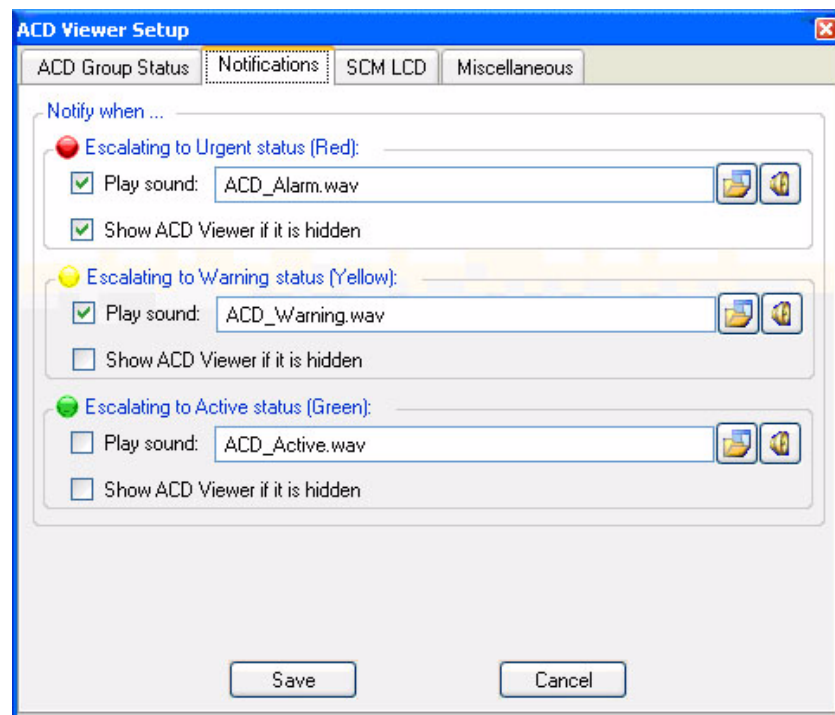 ACD Viewer Setup
ACD Group Status Notifications SCM LCD Miscellaneous
Notify when ...
Escalating to Urgent status (Red):
Play sound: ACD_Alarm.wav
Show ACD Viewer if it is hidden
Escalating to Warning status (Yellow):
Play sound: ACD_Warning.wav
Show ACD Viewer if it is hidden
Escalating to Active status (Green):
Play sound: ACD_Active.wav
Show ACD Viewer if it is hidden
Save Cancel